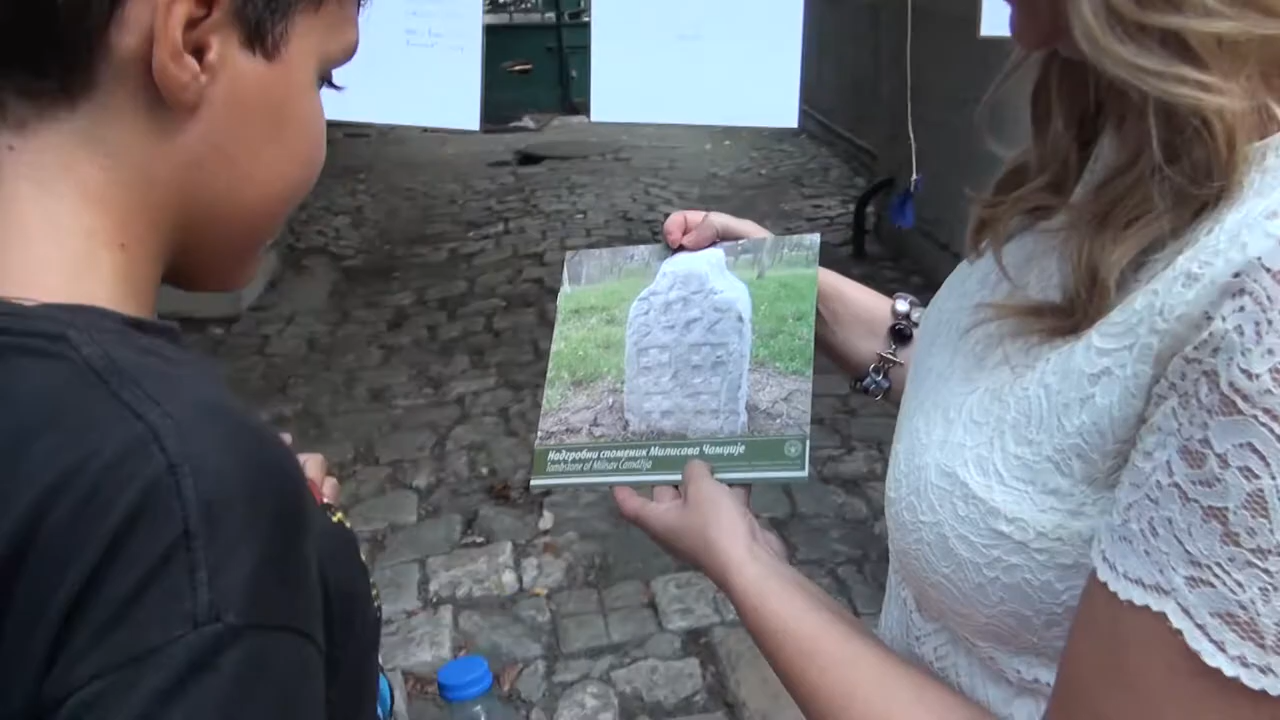 Надгробни споменик Милисава Чамџије
Tombstone of Milisav Čamdžija